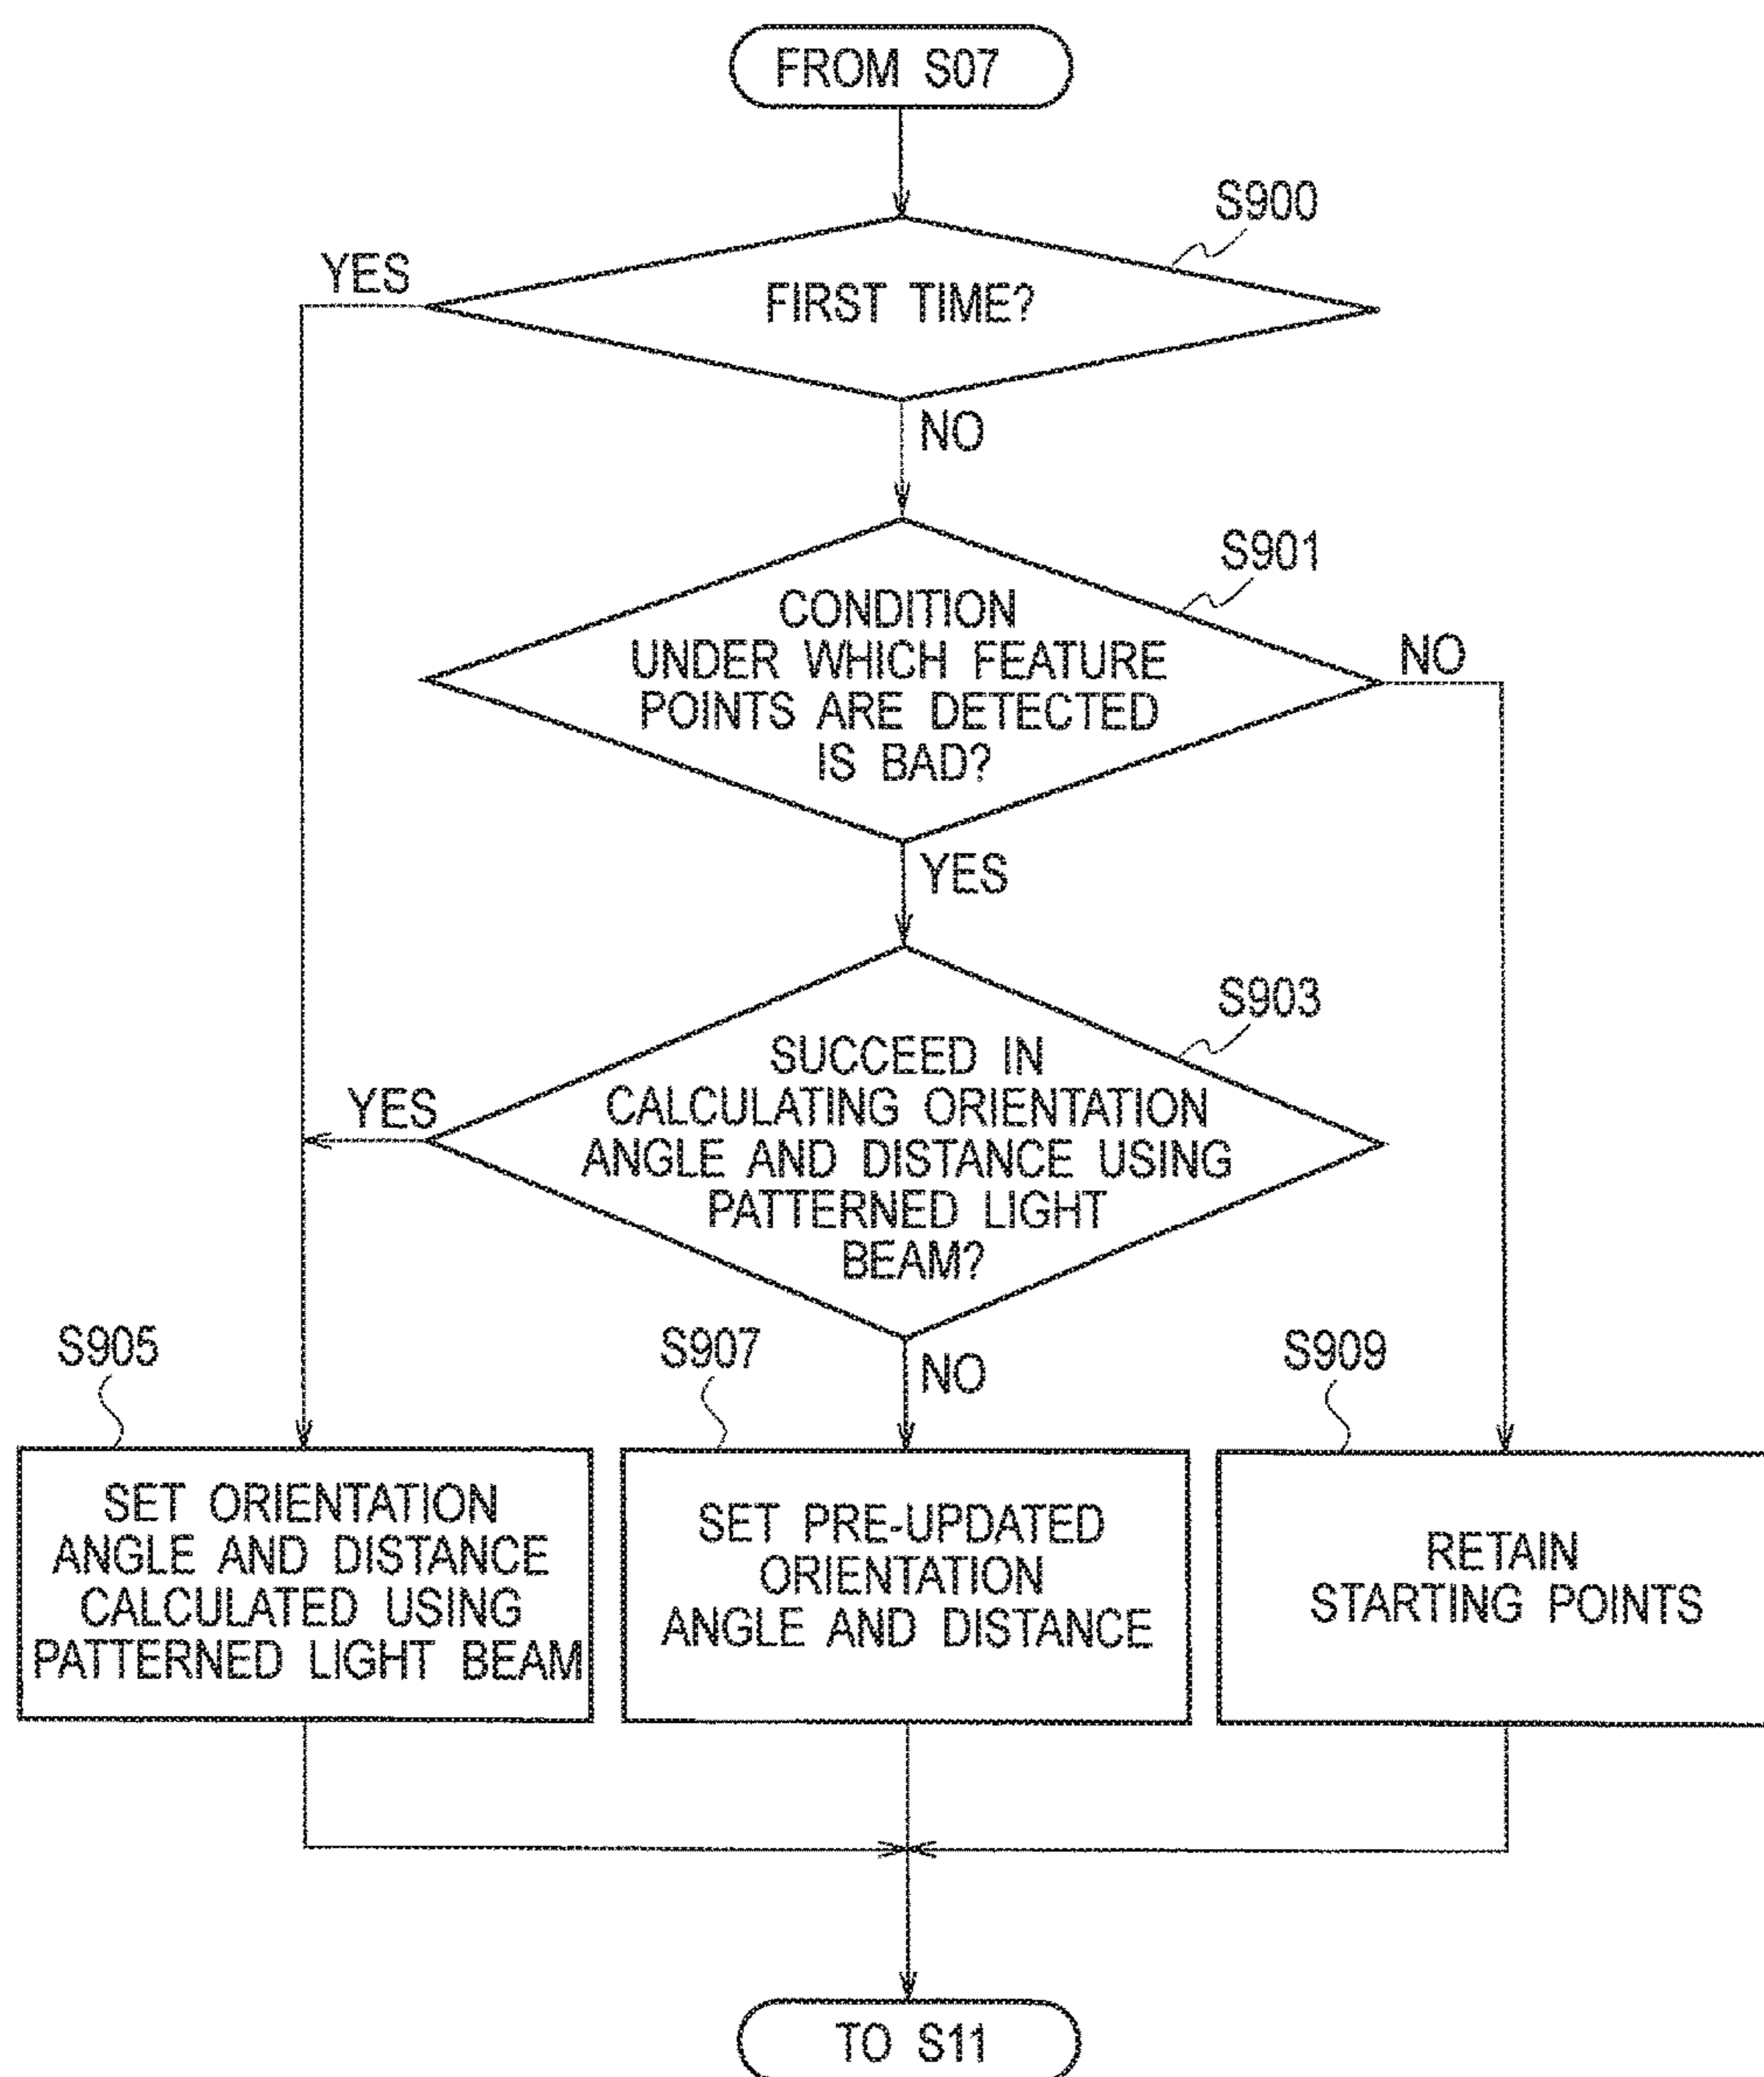 FROM S07
S900
YES
FIRST TIME?
NO
S901
CONDITION
UNDER WHICH FEATURE
POINTS ARE DETECTED
IS BAD?
NO
YES
S903
SUCCEED IN
CALCULATING ORIENTATION
ANGLE AND DISTANCE USING
PATTERNED LIGHT
BEAM?
YES
NO
S905
SET ORIENTATION
ANGLE AND DISTANCE
CALCULATED USING
PATTERNED LIGHT BEAM
S907
SET PRE-UPDATED
ORIENTATION
ANGLE AND DISTANCE
S909
RETAIN
STARTING POINTS
TO S11